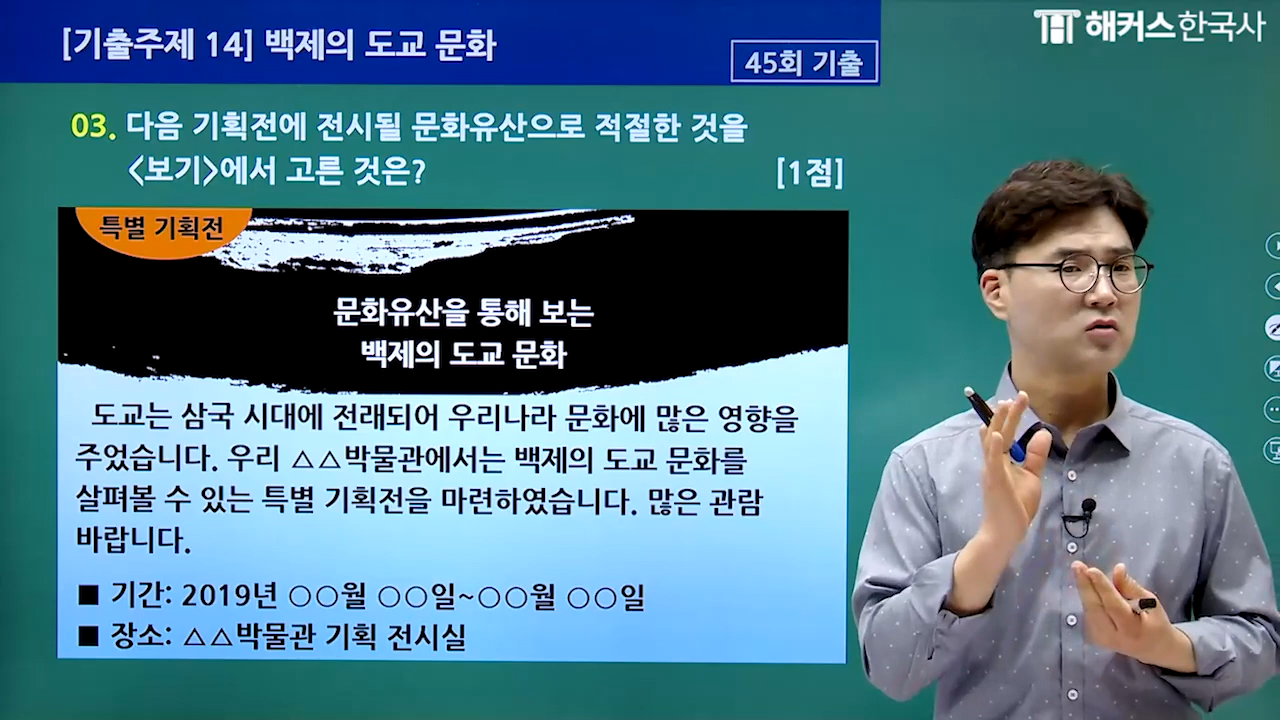 [기출주제 14] 백제의 도교 문화
45회 기출
해커스한국사
03. 다음 기획전에 전시될 문화유산으로 적절한 것을
<보기>에서 고른 것은? [1점]
특별 기획전
문화유산을 통해 보는
백제의 도교 문화
도교는 삼국 시대에 전래되어 우리나라 문화에 많은 영향을
주었습니다. 우리 △△박물관에서는 백제의 도교 문화를
살펴볼 수 있는 특별 기획전을 마련하였습니다. 많은 관람
바랍니다.
■ 기간: 2019년 ○○월 ○○일~○○월 ○○일
■ 장소: △△박물관 기획 전시실